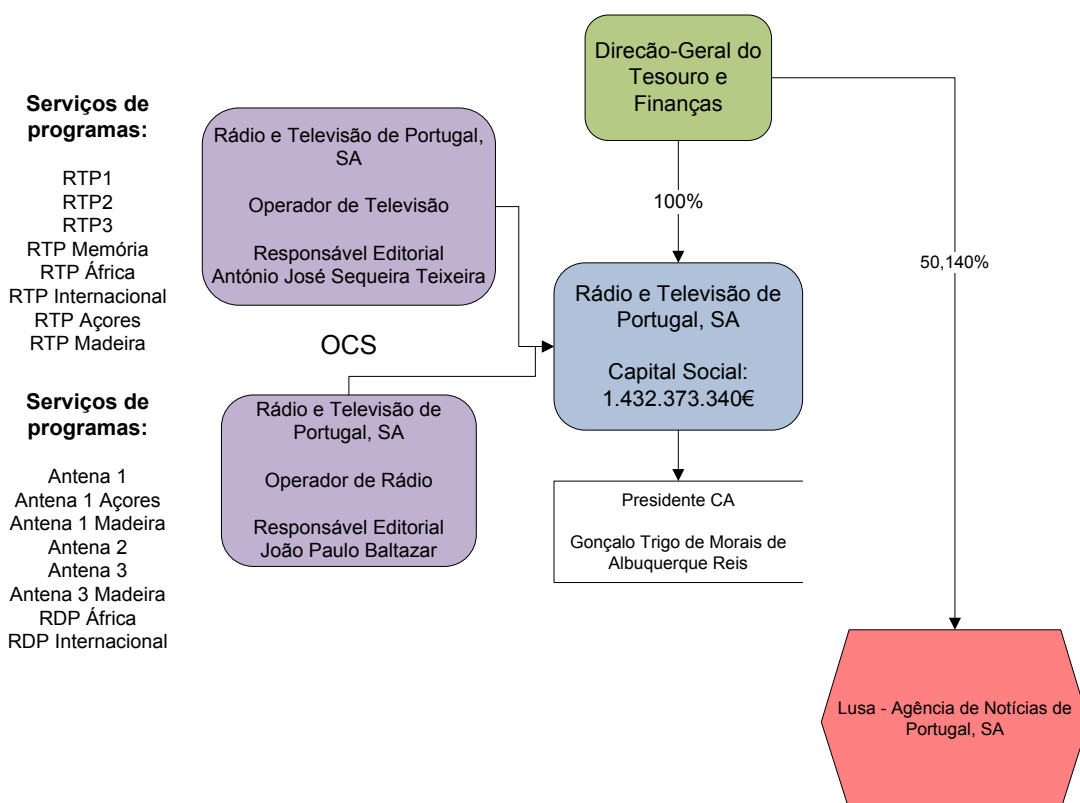 Direcão-Geral do
Tesouro e
Finanças
Serviços de
programas:
RTP1
RTP2
RTP3
RTP Memória
RTP África
RTP Internacional
RTP Açores
RTP Madeira
Rádio e Televisão de Portugal,
SA
Operador de Televisão
Responsável Editorial
António José Sequeira Teixeira
100%
50,140%
Rádio e Televisão de
Portugal, SA
Capital Social:
1.432.373.340€
OCS
Serviços de
programas:
Antena 1
Antena 1 Açores
Antena 1 Madeira
Antena 2
Antena 3
Antena 3 Madeira
RDP África
RDP Internacional
Rádio e Televisão de
Portugal, SA
Operador de Rádio
Responsável Editorial
João Paulo Baltazar
Presidente CA
Gonçalo Trigo de Morais de
Albuquerque Reis
Lusa - Agência de Notícias de
Portugal, SA